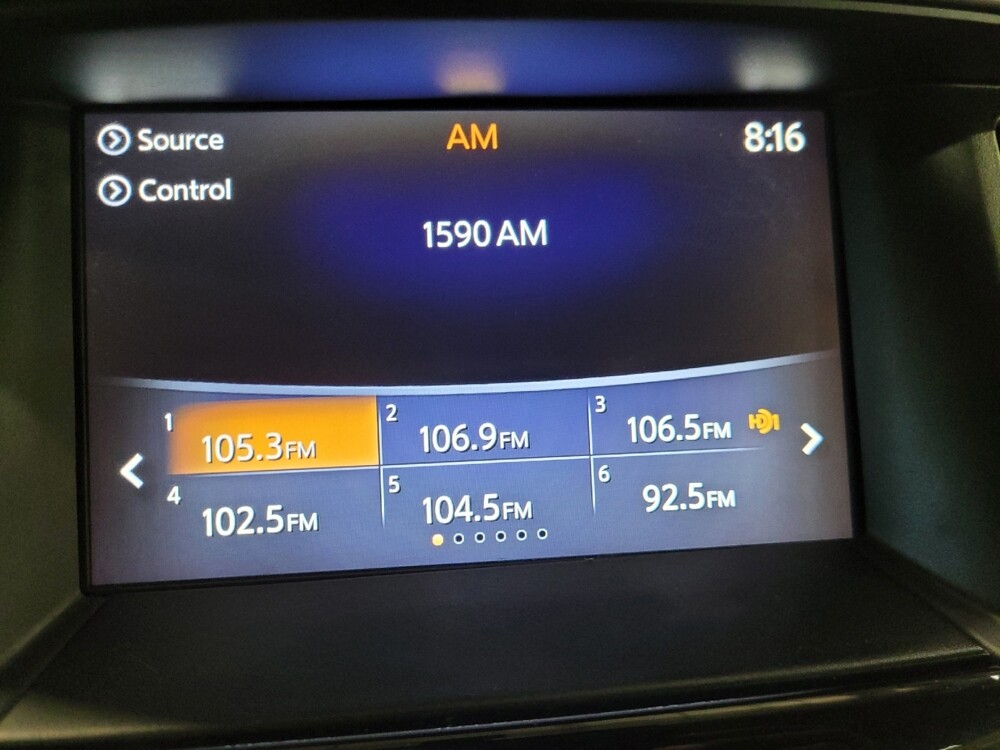 Source
AM
8:16
Control
1590 AM
1 105.3FM
2 106.9FM
3 106.5FM HD1
4 102.5FM
5 104.5FM
6 92.5FM